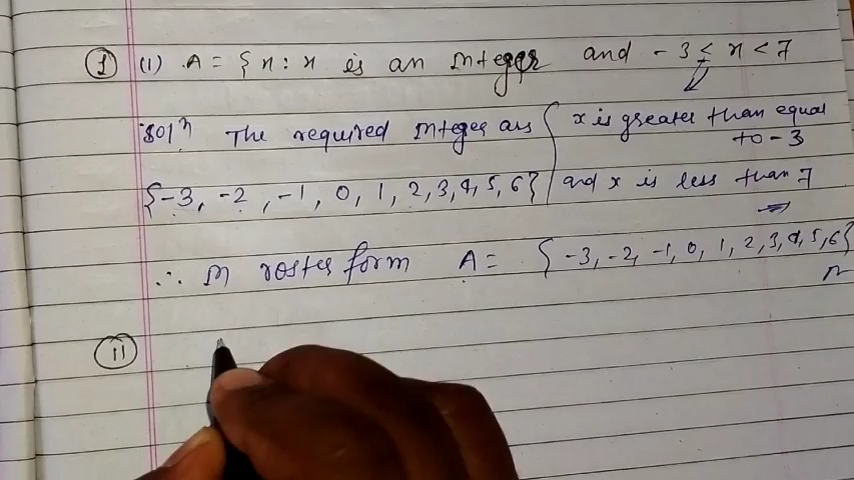 ① (i) A = { x : x is an Integer and - 3 ≤ x < 7
Solⁿ. The required Integer are { x is greater than equal
to - 3
{-3, -2, -1, 0, 1, 2, 3, 4, 5, 6} and x is less than 7
∴ In roster form A = { -3, -2, -1, 0, 1, 2, 3, 4, 5, 6}
ii